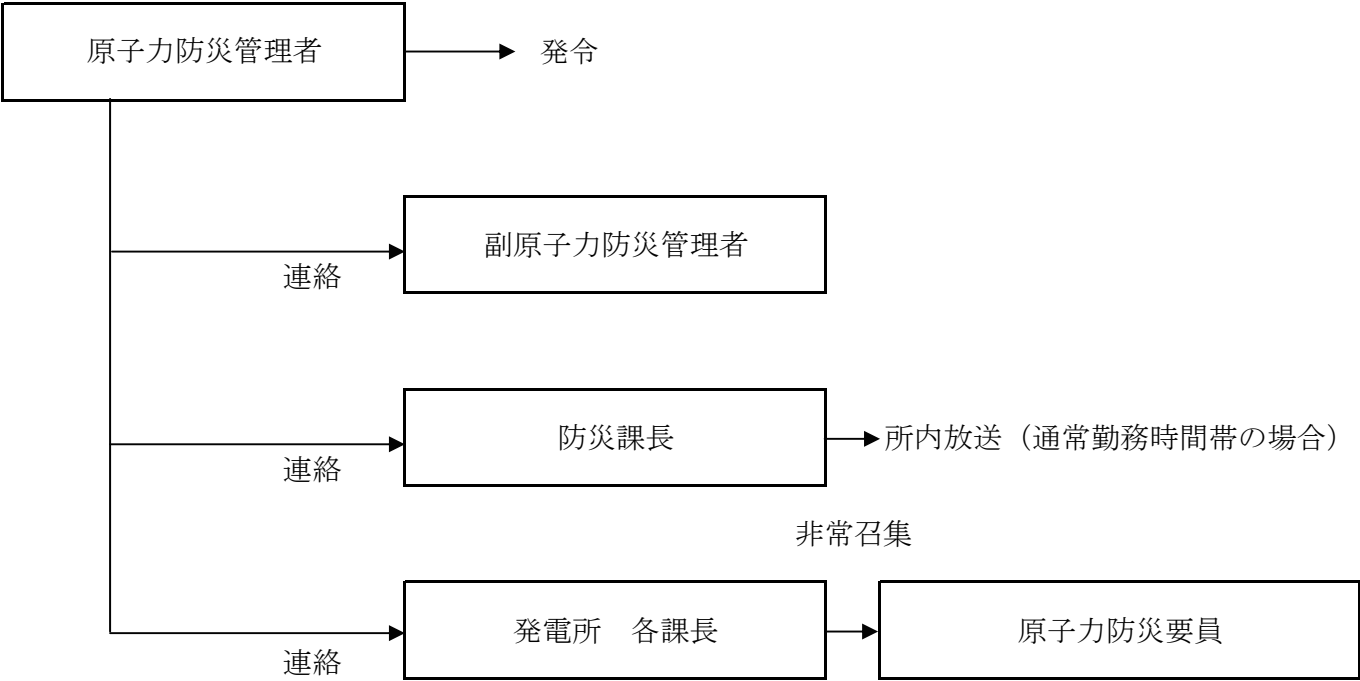 原子力防災管理者
発令
副原子力防災管理者
連絡
防災課長
所内放送（通常勤務時間帯の場合）
連絡
非常召集
発電所　各課長
原子力防災要員
連絡